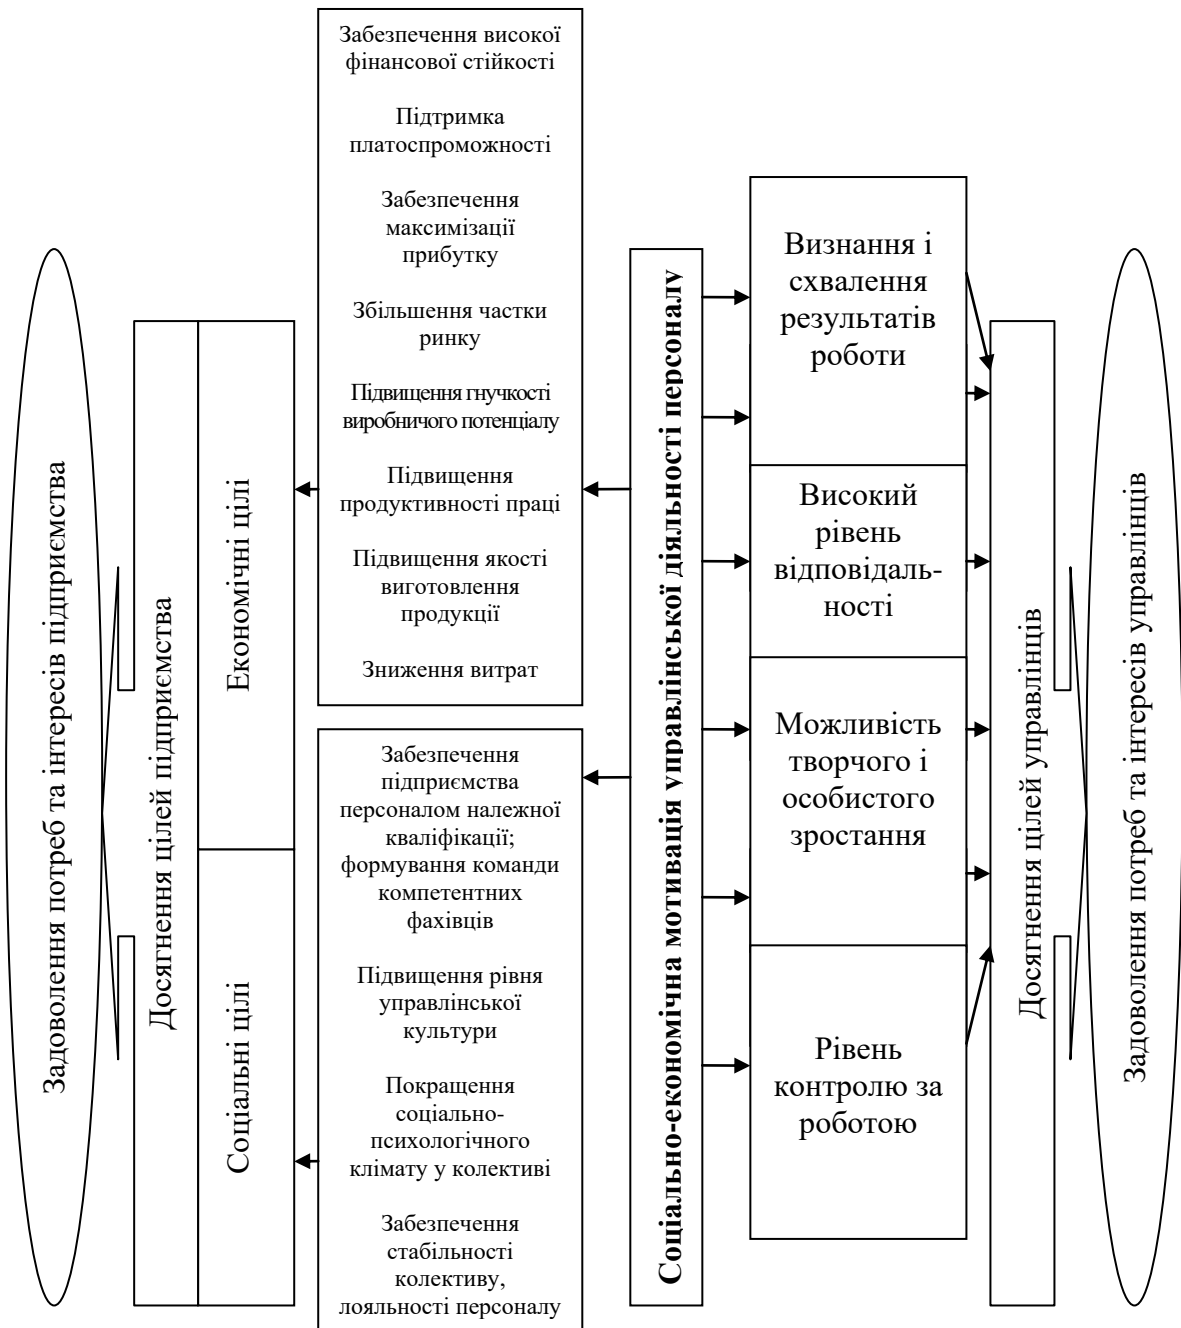 Задоволення потреб та інтересів підприємства
Досягнення цілей підприємства
Економічні цілі
Соціальні цілі
Забезпечення високої
фінансової стійкості
Підтримка
платоспроможності
Забезпечення
максимізації
прибутку
Збільшення частки
ринку
Підвищення гнучкості
виробничого потенціалу
Підвищення
продуктивності праці
Підвищення якості
виготовлення
продукції
Зниження витрат
Забезпечення
підприємства
персоналом належної
кваліфікації;
формування команди
компетентних
фахівців
Підвищення рівня
управлінської
культури
Покращення
соціально-
психологічного
клімату у колективі
Забезпечення
стабільності
колективу,
лояльності персоналу
Соціально-економічна мотивація управлінської діяльності персоналу
Визнання і
схвалення
результатів
роботи
Високий
рівень
відповідаль-
ності
Можливість
творчого і
особистого
зростання
Рівень
контролю за
роботою
Досягнення цілей управлінців
Задоволення потреб та інтересів управлінців